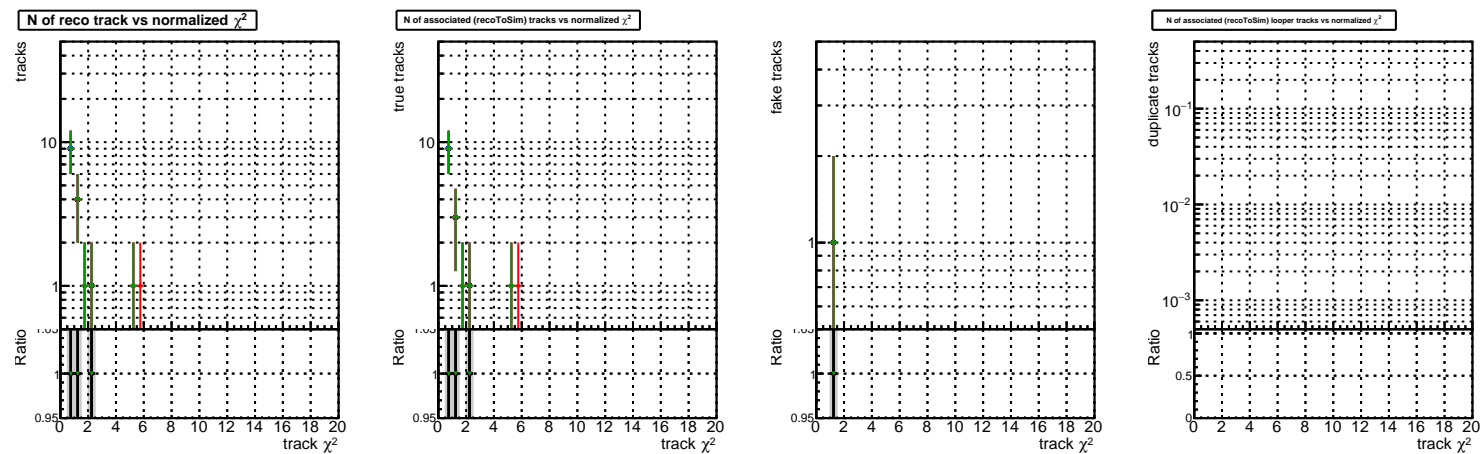 N of reco track vs normalized χ²
tracks
10
1
Ratio
1.05
1
0.95
0 2 4 6 8 10 12 14 16 18 20
track χ²
N of associated (recoToSim) tracks vs normalized χ²
true tracks
10
1
Ratio
1.05
1
0.95
0 2 4 6 8 10 12 14 16 18 20
track χ²
fake tracks
1
Ratio
1.05
1
0.95
0 2 4 6 8 10 12 14 16 18 20
track χ²
N of associated (recoToSim) looper tracks vs normalized χ²
duplicate tracks
10⁻¹
10⁻²
10⁻³
Ratio
1
0.5
0
0 2 4 6 8 10 12 14 16 18 20
track χ²